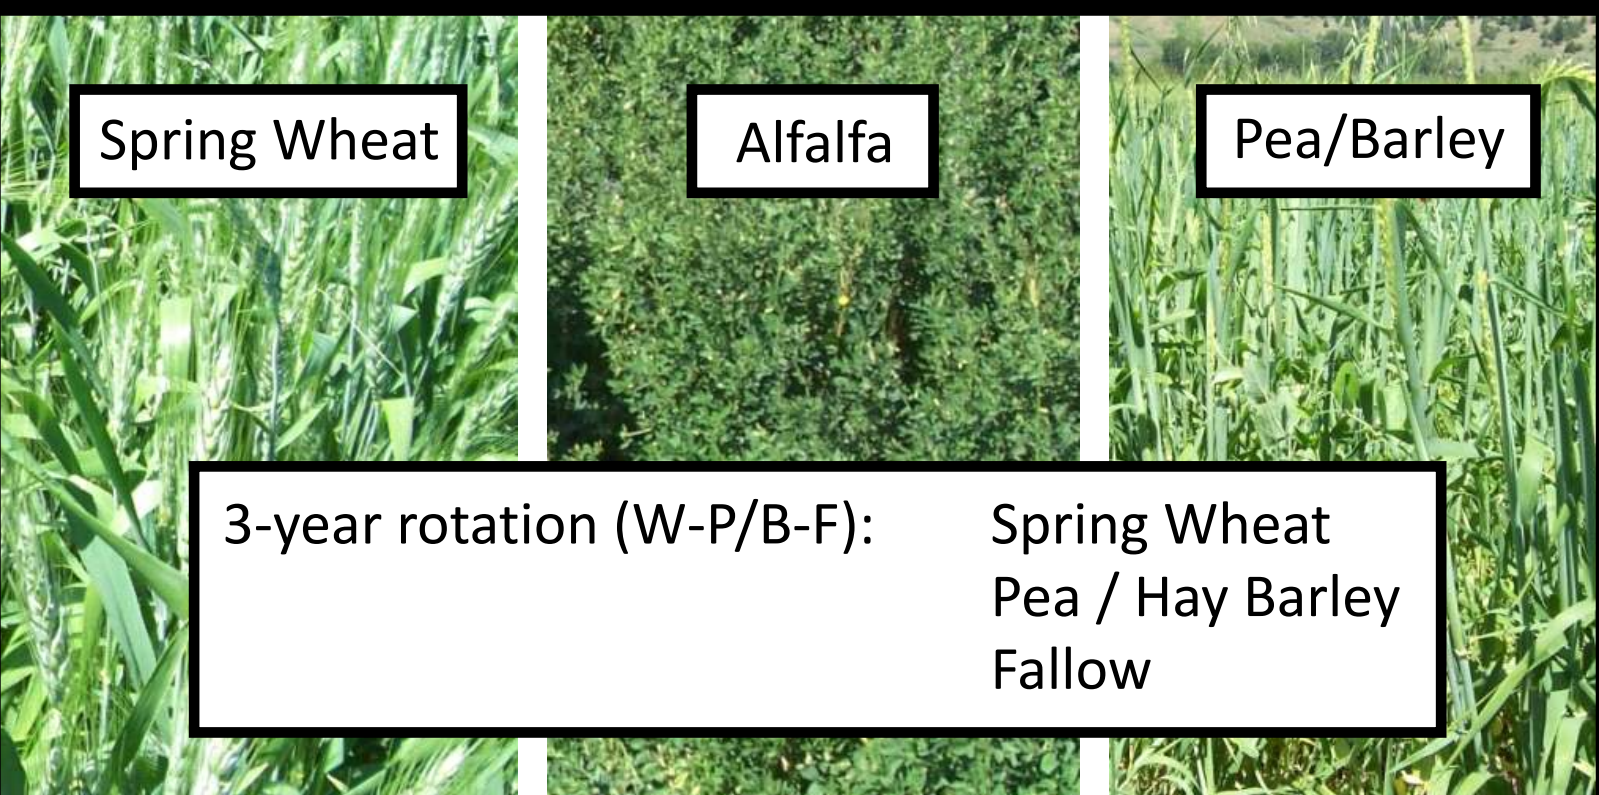 Spring Wheat
Alfalfa
Pea/Barley
3-year rotation (W-P/B-F): Spring Wheat
Pea / Hay Barley
Fallow